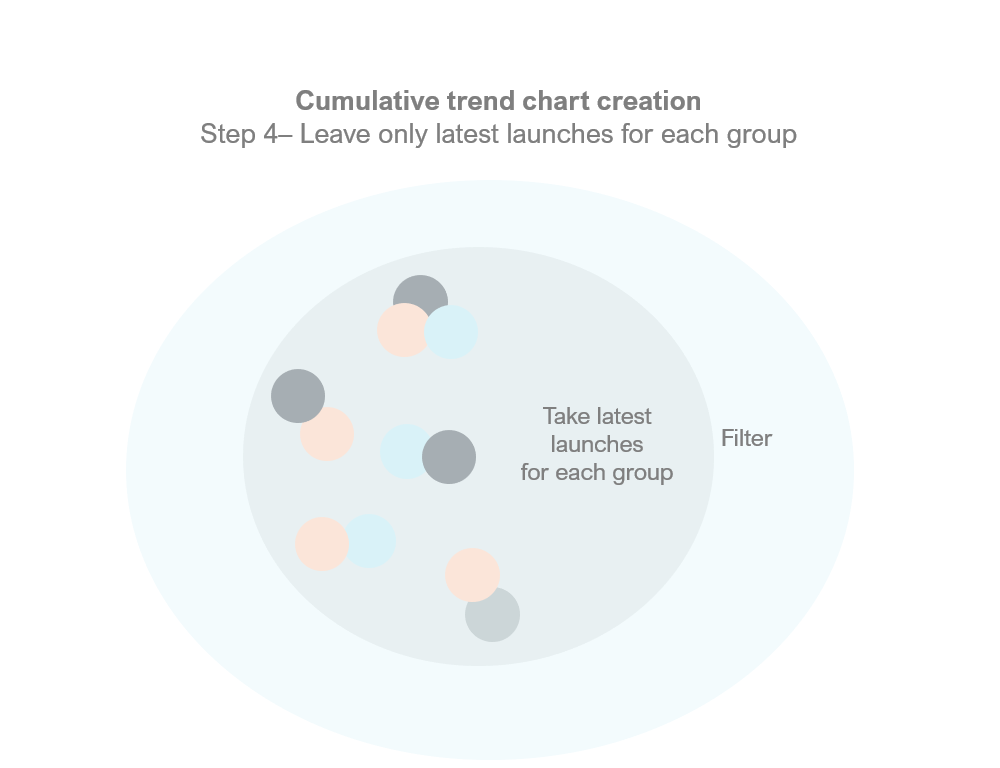 Cumulative trend chart creation
Step 4– Leave only latest launches for each group
Take latest
launches
for each group
Filter